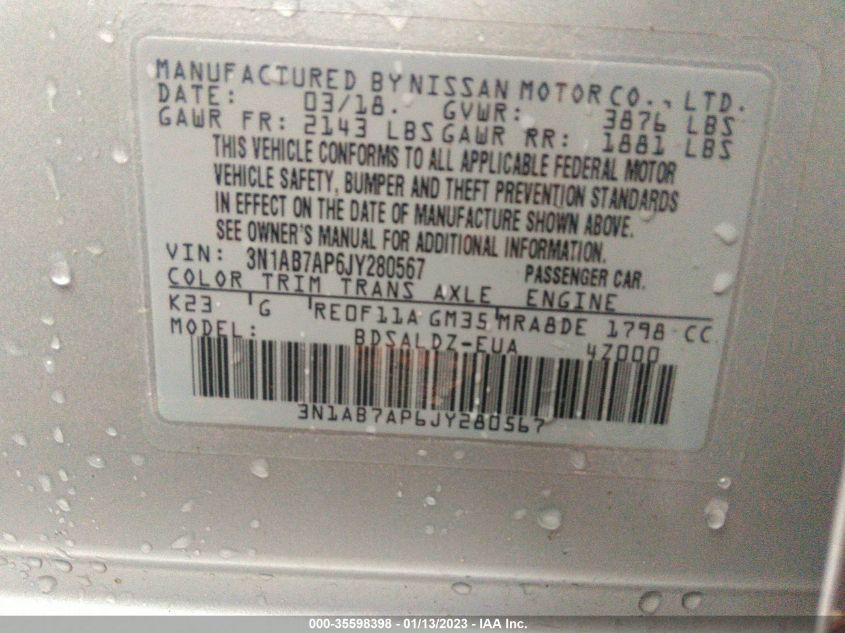 MANUFACTURED BY NISSAN MOTOR CO., LTD.
DATE: 03/18. GVWR: 3876 LBS
GAWR FR: 2143 LBS GAWR RR: 1881 LBS
THIS VEHICLE CONFORMS TO ALL APPLICABLE FEDERAL MOTOR
VEHICLE SAFETY, BUMPER AND THEFT PREVENTION STANDARDS
IN EFFECT ON THE DATE OF MANUFACTURE SHOWN ABOVE.
SEE OWNER'S MANUAL FOR ADDITIONAL INFORMATION.
VIN: 3N1AB7AP6JY280567 PASSENGER CAR.
COLOR TRIM TRANS AXLE ENGINE
K23 G RE0F11A GM35 MRA8DE 1798 CC
MODEL: BDSALDZ-EUA 4Z000
3N1AB7AP6JY280567
000-35598398 - 01/13/2023 - IAA Inc.